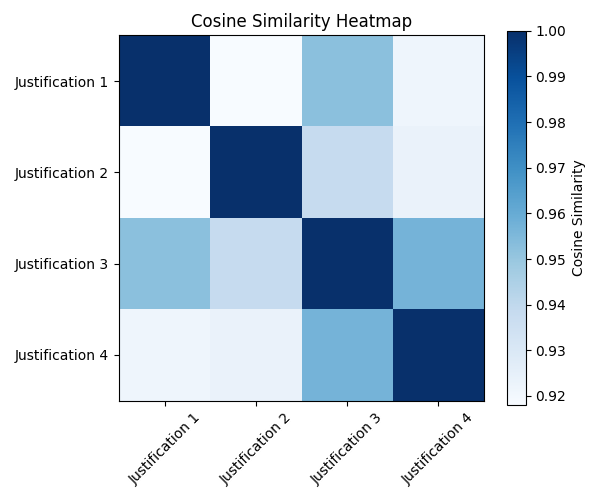 Cosine Similarity Heatmap
Justification 1
Justification 2
Justification 3
Justification 4
Justification 1
Justification 2
Justification 3
Justification 4
1.00
0.99
0.98
0.97
0.96
0.95
0.94
0.93
0.92
Cosine Similarity